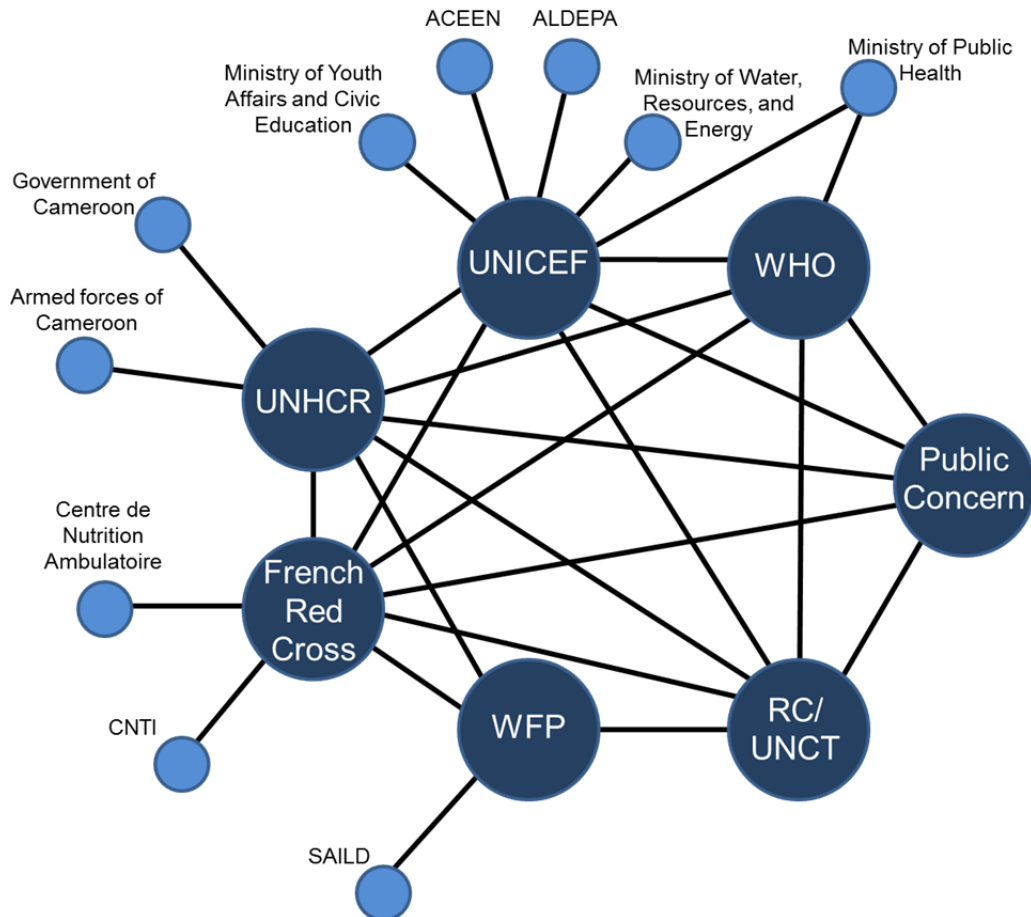 ACEEN
ALDEPA
Ministry of Youth
Affairs and Civic
Education
Ministry of Water,
Resources, and
Energy
Ministry of Public
Health
Government of
Cameroon
UNICEF
WHO
Armed forces of
Cameroon
UNHCR
Public
Concern
Centre de
Nutrition
Ambulatoire
French
Red
Cross
CNTI
WFP
RC/
UNCT
SAILD